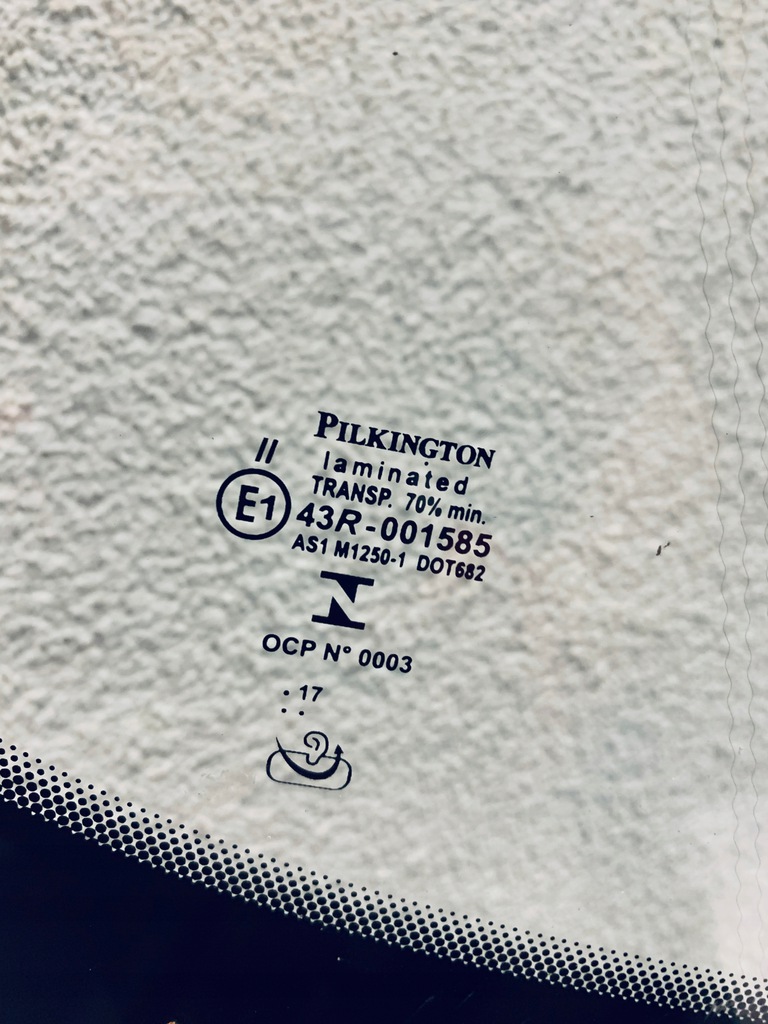 PILKINGTON
laminated
TRANSP. 70% min.
II
E1
43R-001585
AS1 M1250-1 DOT682
OCP N° 0003
. 17
. .